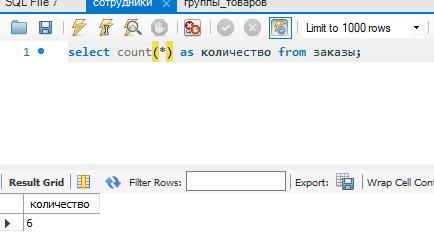 SQL File 7
сотрудники
группы_товаров
Limit to 1000 rows
1
select count(*) as количество from заказы;
Result Grid
Filter Rows:
Export:
Wrap Cell Cont
количество
6